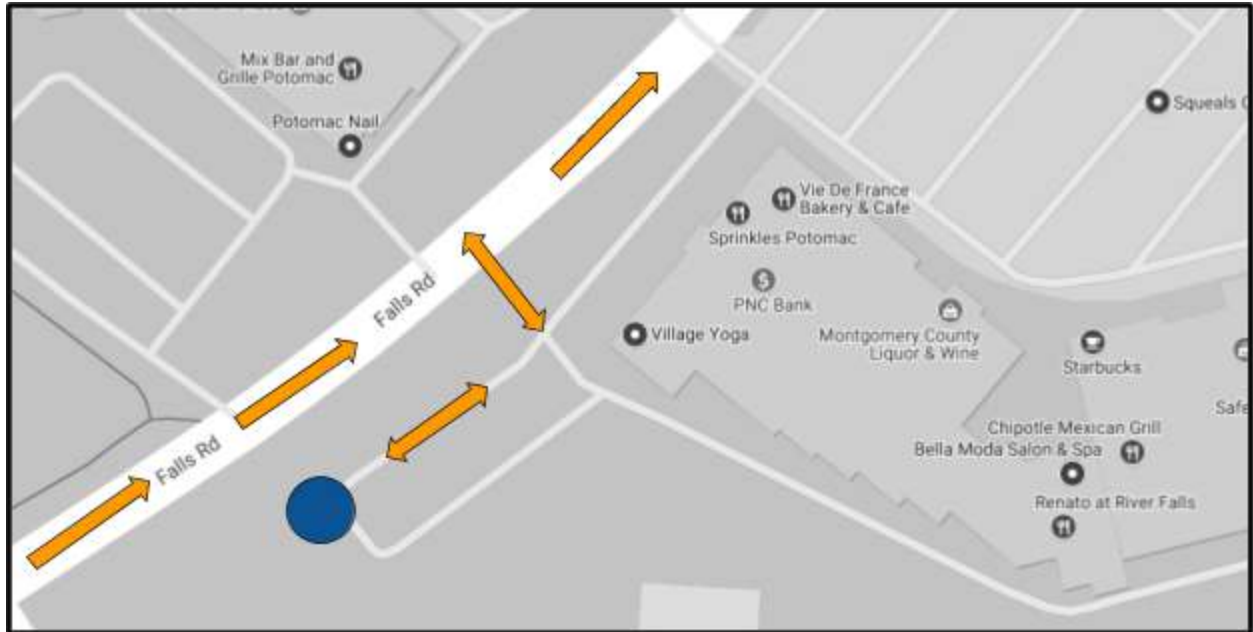 Mix Bar and
Grille Potomac
Potomac Nail
Squeals
Vie De France
Bakery & Cafe
Sprinkles Potomac
PNC Bank
Falls Rd
Village Yoga
Montgomery County
Liquor & Wine
Starbucks
Safe
Chipotle Mexican Grill
Bella Moda Salon & Spa
Falls Rd
Renato at River Falls